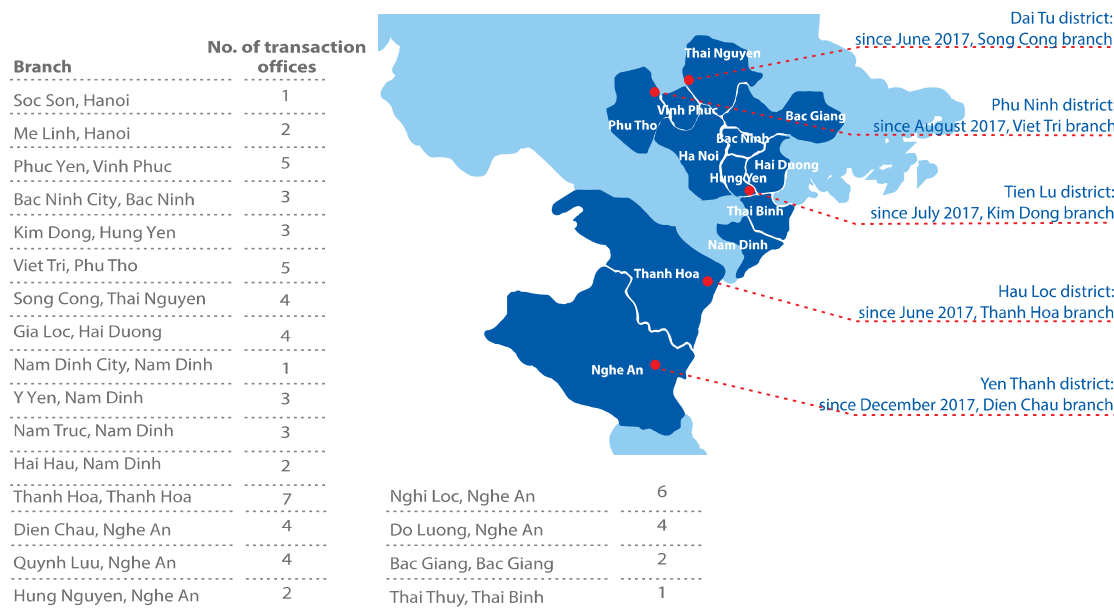 No. of transaction
Branch offices
Soc Son, Hanoi 1
Me Linh, Hanoi 2
Phuc Yen, Vinh Phuc 5
Bac Ninh City, Bac Ninh 3
Kim Dong, Hung Yen 3
Viet Tri, Phu Tho 5
Song Cong, Thai Nguyen 4
Gia Loc, Hai Duong 4
Nam Dinh City, Nam Dinh 1
Y Yen, Nam Dinh 3
Nam Truc, Nam Dinh 3
Hai Hau, Nam Dinh 2
Thanh Hoa, Thanh Hoa 7
Dien Chau, Nghe An 4
Quynh Luu, Nghe An 4
Hung Nguyen, Nghe An 2
Nghi Loc, Nghe An 6
Do Luong, Nghe An 4
Bac Giang, Bac Giang 2
Thai Thuy, Thai Binh 1
Thai Nguyen
Vinh Phuc
Phu Tho
Bac Giang
Bac Ninh
Ha Noi
Hai Duong
Hung Yen
Thai Binh
Nam Dinh
Thanh Hoa
Nghe An
Dai Tu district:
since June 2017, Song Cong branch
Phu Ninh district
since August 2017, Viet Tri branch
Tien Lu district:
since July 2017, Kim Dong branch
Hau Loc district:
since June 2017, Thanh Hoa branch
Yen Thanh district:
since December 2017, Dien Chau branch